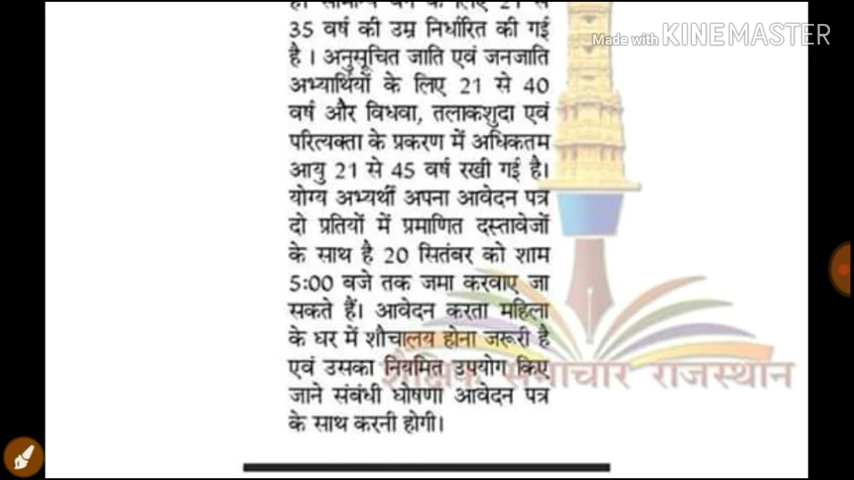 है। सामान्य वर्ग के लिए 21 से
35 वर्ष की उम्र निर्धारित की गई
है । अनुसूचित जाति एवं जनजाति
अभ्यार्थियों के लिए 21 से 40
वर्ष और विधवा, तलाकशुदा एवं
परित्यक्ता के प्रकरण में अधिकतम
आयु 21 से 45 वर्ष रखी गई है।
योग्य अभ्यर्थी अपना आवेदन पत्र
दो प्रतियों में प्रमाणित दस्तावेजों
के साथ है 20 सितंबर को शाम
5:00 बजे तक जमा करवाए जा
सकते हैं। आवेदन करता महिला
के घर में शौचालय होना जरूरी है
एवं उसका नियमित उपयोग किए
जाने संबंधी घोषणा आवेदन पत्र
के साथ करनी होगी।
Made with KINEMASTER
शैक्षिक समाचार राजस्थान